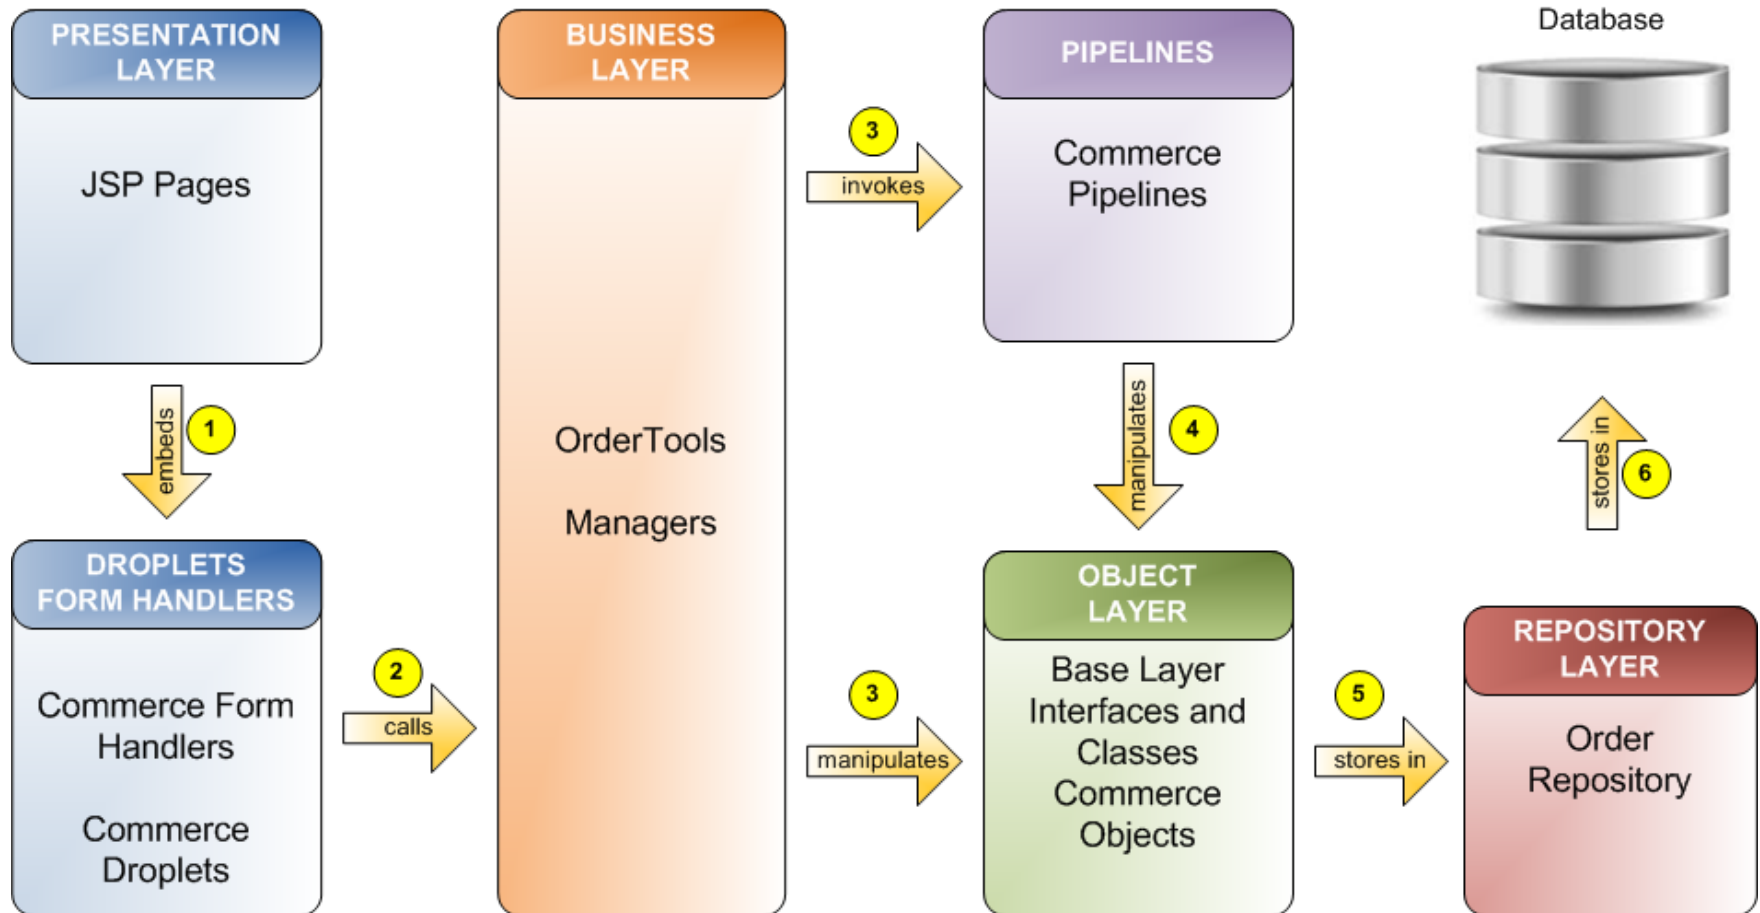 PRESENTATION
LAYER
JSP Pages
1
embeds
DROPLETS
FORM HANDLERS
Commerce Form
Handlers
Commerce
Droplets
2
calls
BUSINESS
LAYER
OrderTools
Managers
3
invokes
PIPELINES
Commerce
Pipelines
4
manipulates
3
manipulates
OBJECT
LAYER
Base Layer
Interfaces and
Classes
Commerce
Objects
5
stores in
REPOSITORY
LAYER
Order
Repository
6
stores in
Database